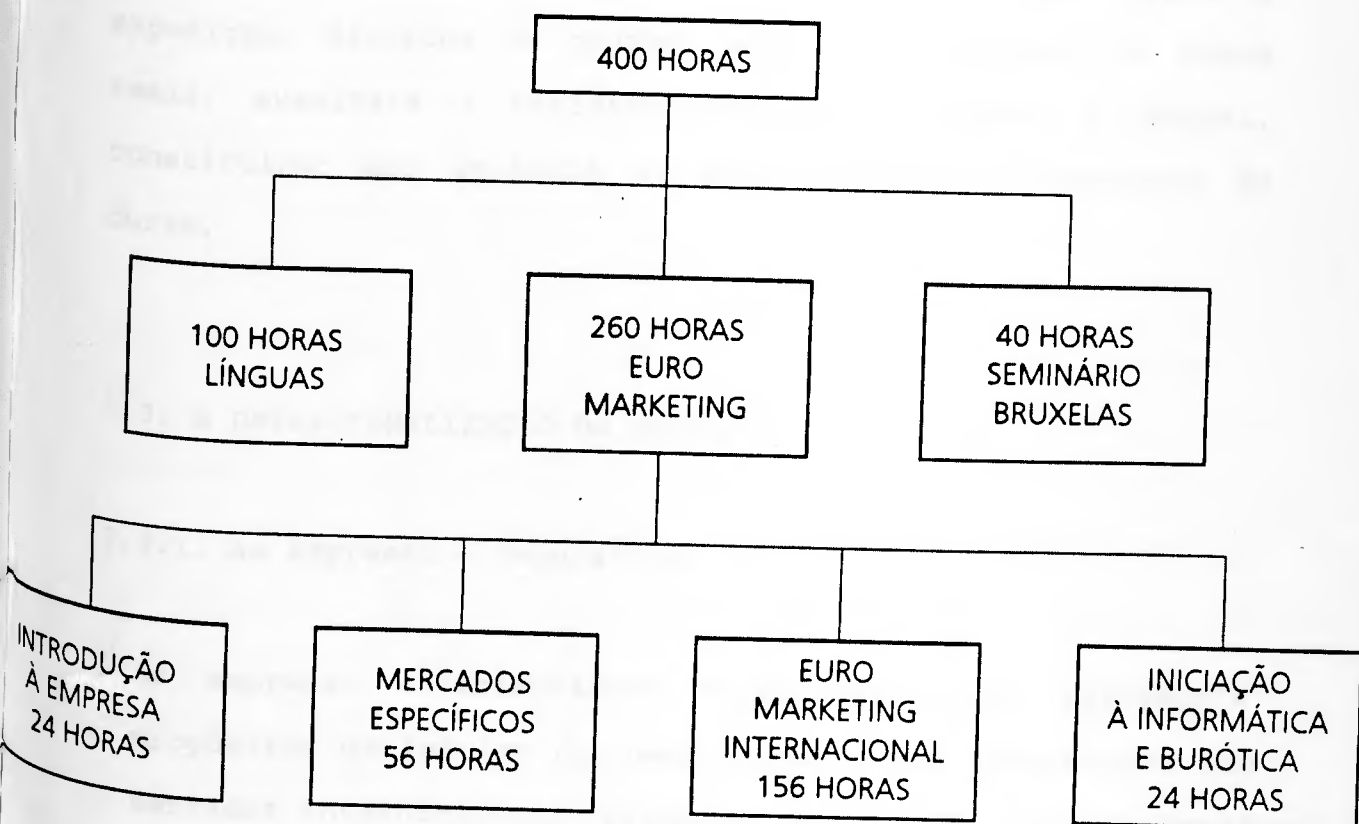 400 HORAS
100 HORAS
LÍNGUAS
260 HORAS
EURO
MARKETING
40 HORAS
SEMINÁRIO
BRUXELAS
INTRODUÇÃO
À EMPRESA
24 HORAS
MERCADOS
ESPECÍFICOS
56 HORAS
EURO
MARKETING
INTERNACIONAL
156 HORAS
INICIAÇÃO
À INFORMÁTICA
E BURÓTICA
24 HORAS